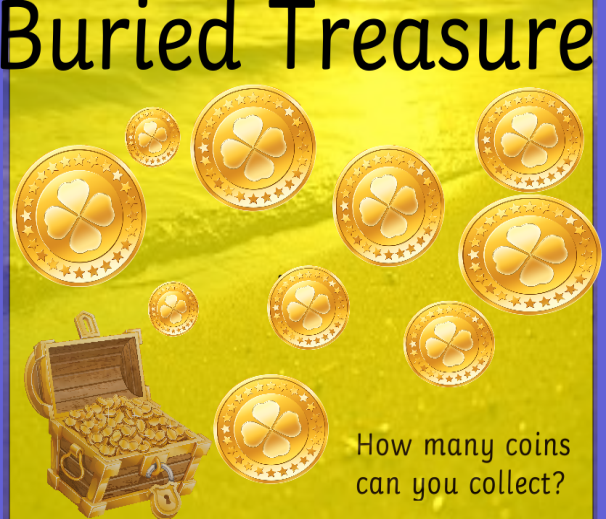 Buried Treasure
How many coins
can you collect?